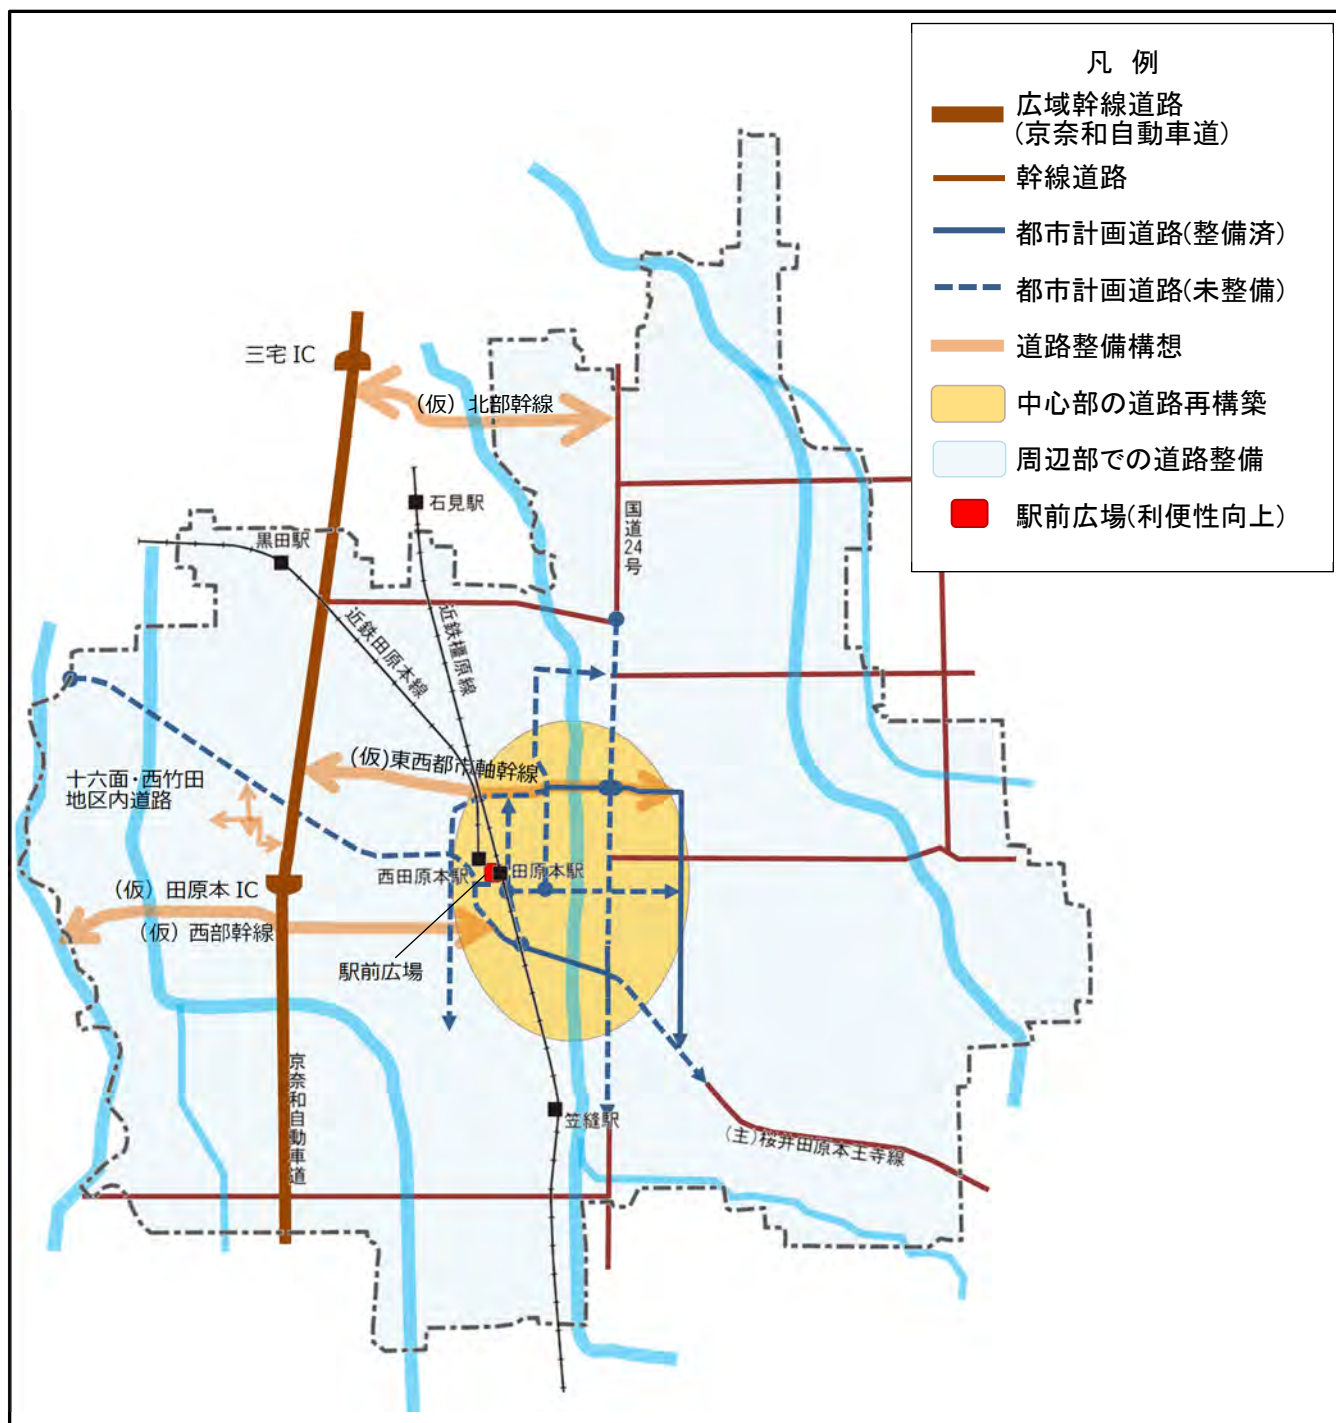 凡 例
広域幹線道路
(京奈和自動車道)
幹線道路
都市計画道路(整備済)
都市計画道路(未整備)
道路整備構想
中心部の道路再構築
周辺部での道路整備
駅前広場(利便性向上)
三宅 IC
(仮) 北部幹線
石見駅
国道24号
黒田駅
近鉄田原本線
近鉄橿原線
(仮)東西都市軸幹線
十六面・西竹田
地区内道路
西田原本駅
田原本駅
(仮) 田原本 IC
(仮) 西部幹線
駅前広場
京奈和自動車道
笠縫駅
(主)桜井田原本王寺線